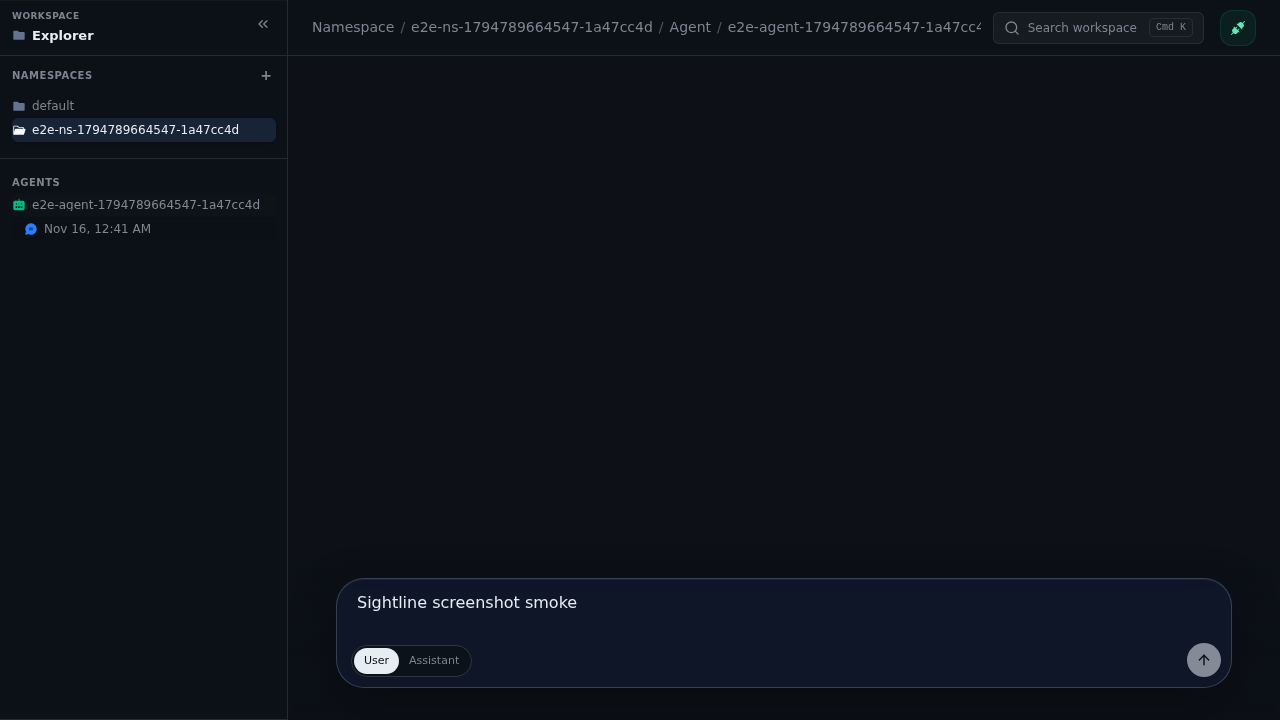 WORKSPACE
Explorer
NAMESPACES
default
e2e-ns-1794789664547-1a47cc4d
AGENTS
e2e-agent-1794789664547-1a47cc4d
Nov 16, 12:41 AM
Namespace / e2e-ns-1794789664547-1a47cc4d / Agent / e2e-agent-1794789664547-1a47cc4
Search workspace Cmd K
Sightline screenshot smoke
User Assistant